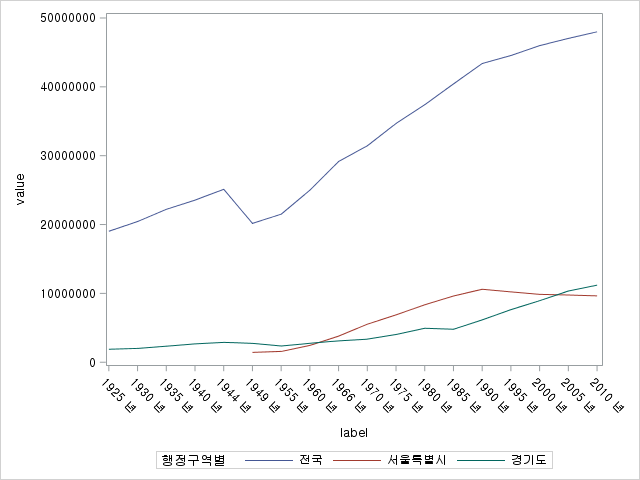 50000000
40000000
30000000
20000000
10000000
0
value
1925 년
1930 년
1935 년
1940 년
1944 년
1949 년
1955 년
1960 년
1966 년
1970 년
1975 년
1980 년
1985 년
1990 년
1995 년
2000 년
2005 년
2010 년
label
행정구역별 전국 서울특별시 경기도